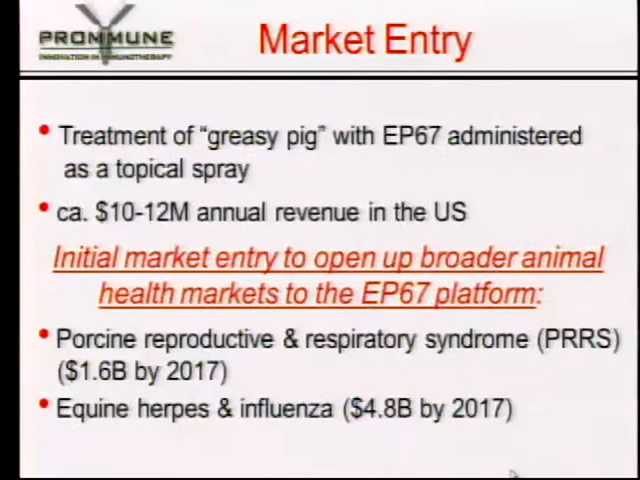 PROMMUNE
INNOVATION IN IMMUNOTHERAPY
Market Entry
• Treatment of “greasy pig” with EP67 administered
as a topical spray
• ca. $10-12M annual revenue in the US
Initial market entry to open up broader animal
health markets to the EP67 platform:
• Porcine reproductive & respiratory syndrome (PRRS)
($1.6B by 2017)
• Equine herpes & influenza ($4.8B by 2017)